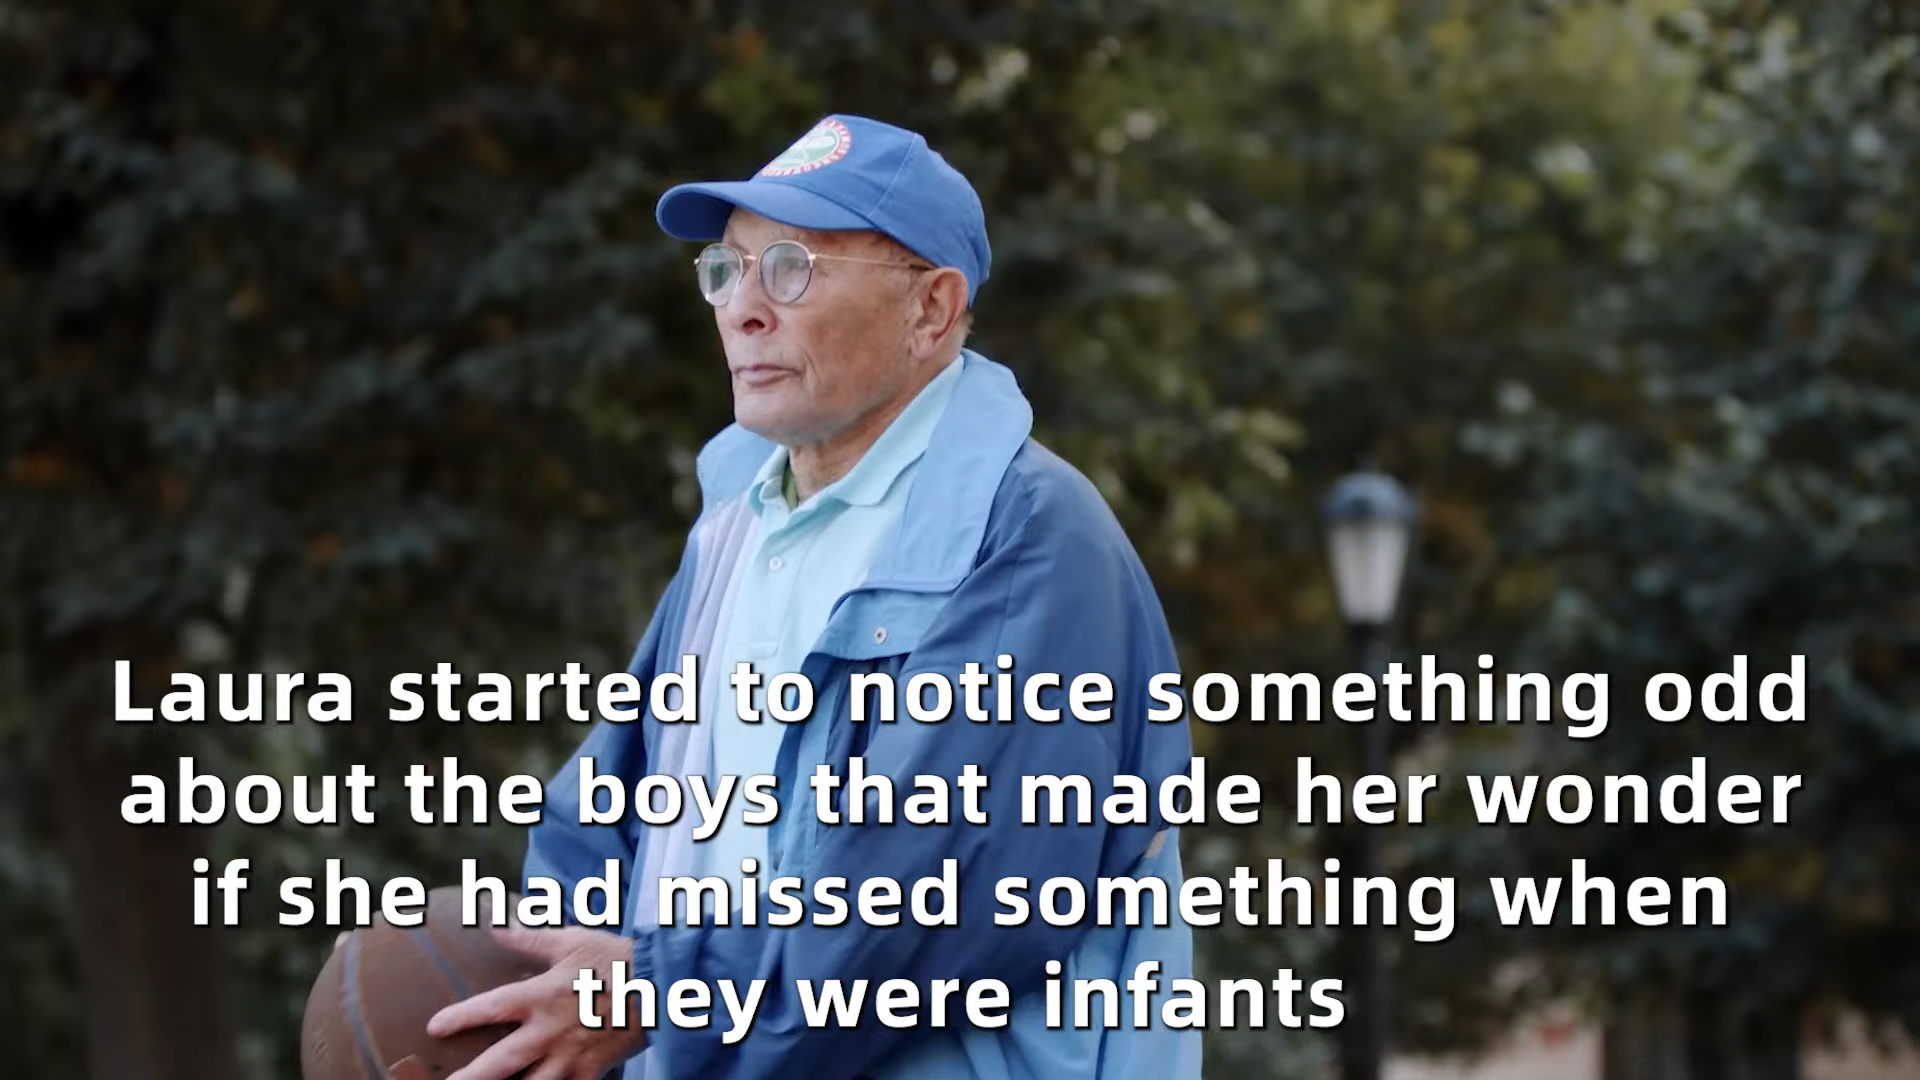 Laura started to notice something odd
about the boys that made her wonder
if she had missed something when
they were infants